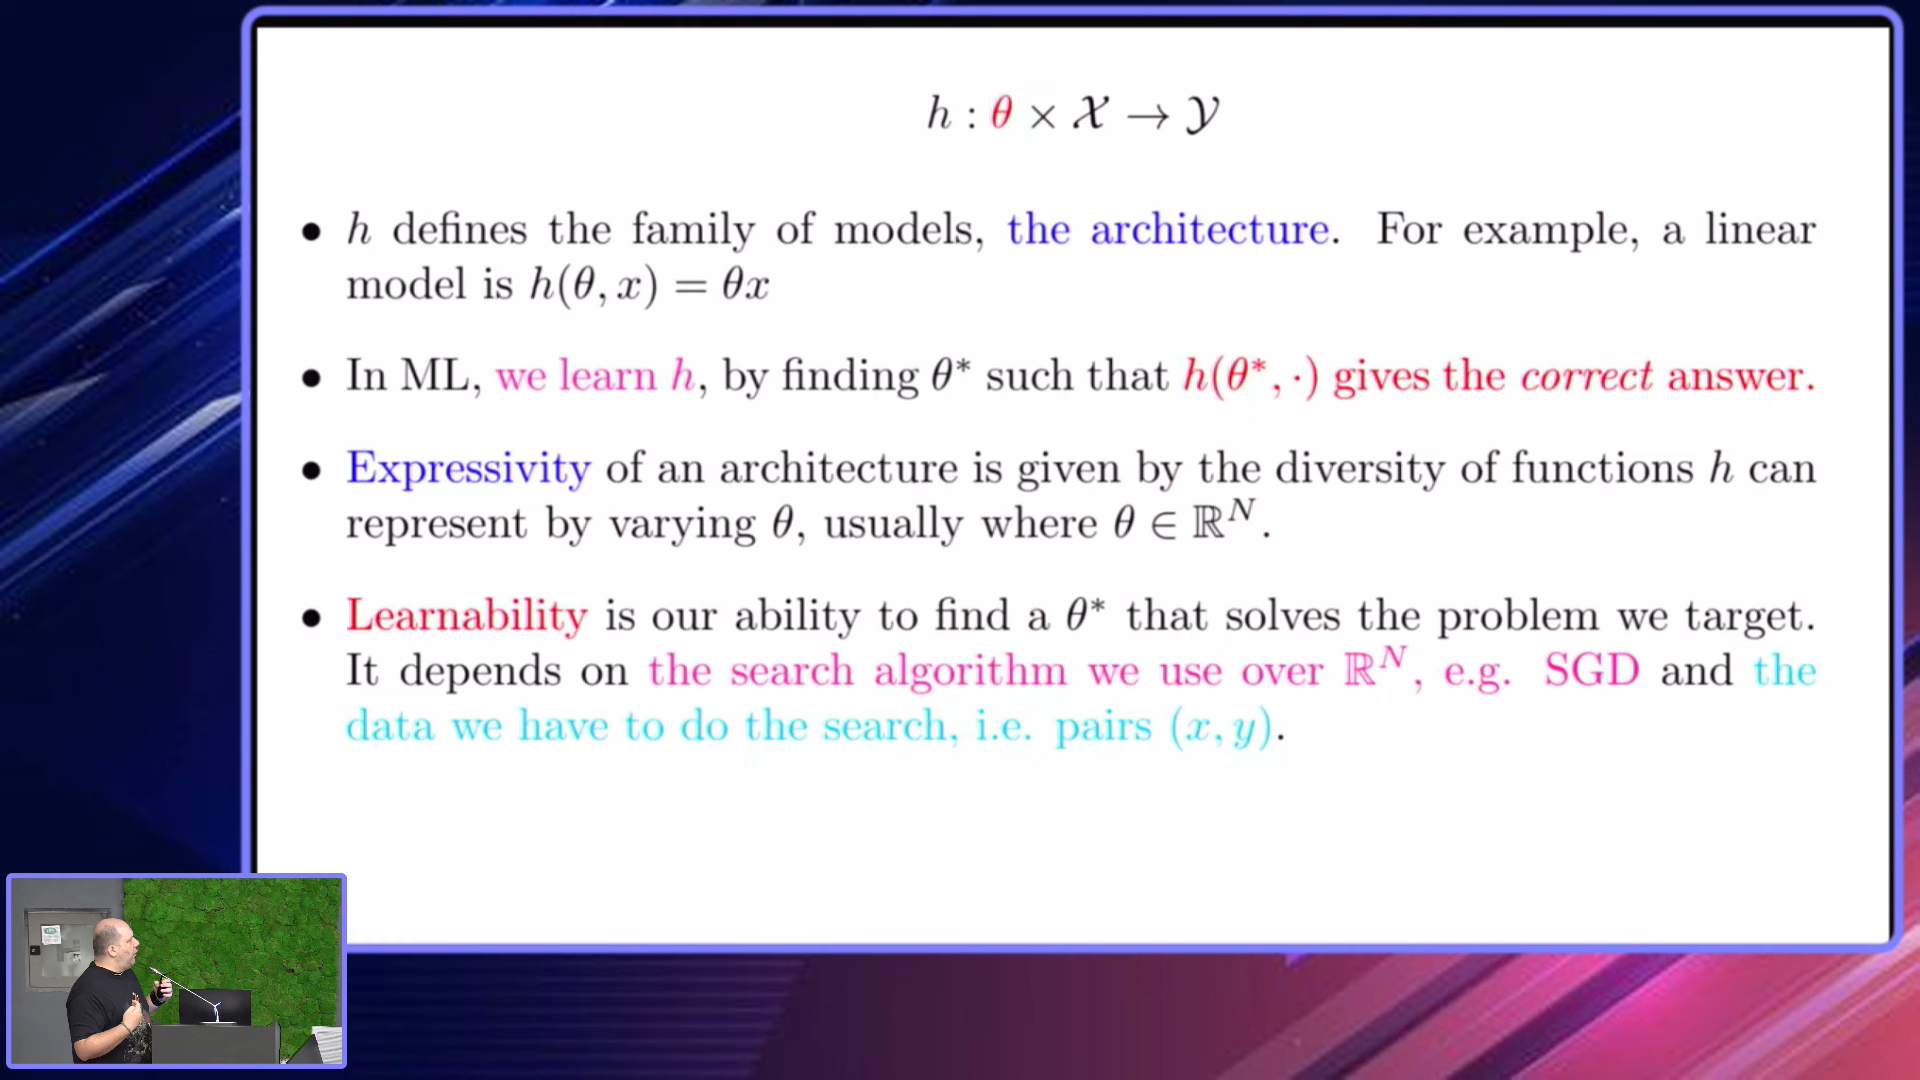 h : θ × 𝒳 → 𝒴
• h defines the family of models, the architecture. For example, a linear
model is h(θ, x) = θx
• In ML, we learn h, by finding θ* such that h(θ*, ·) gives the correct answer.
• Expressivity of an architecture is given by the diversity of functions h can
represent by varying θ, usually where θ ∈ ℝᴺ.
• Learnability is our ability to find a θ* that solves the problem we target.
It depends on the search algorithm we use over ℝᴺ, e.g. SGD and the
data we have to do the search, i.e. pairs (x, y).